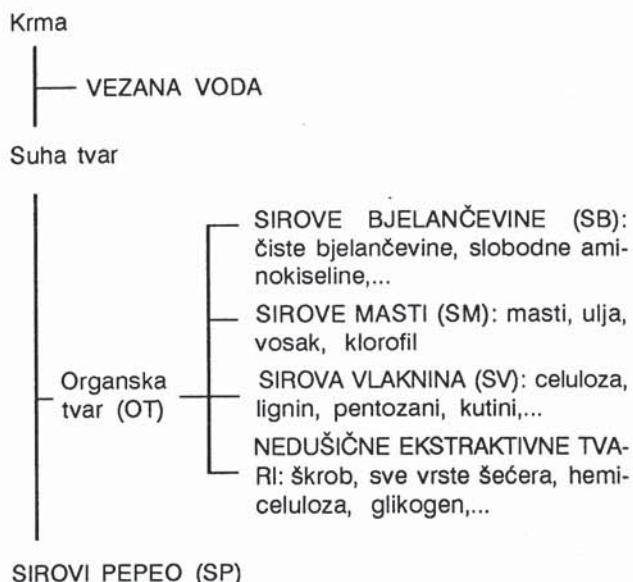 Krma
VEZANA VODA
Suha tvar
SIROVE BJELANČEVINE (SB):
čiste bjelančevine, slobodne ami-
nokiseline,...
SIROVE MASTI (SM): masti, ulja,
vosak, klorofil
Organska
tvar (OT)
SIROVA VLAKNINA (SV): celuloza,
lignin, pentozani, kutini,...
NEDUŠIČNE EKSTRAKTIVNE TVA-
RI: škrob, sve vrste šećera, hemi-
celuloza, glikogen,...
SIROVI PEPEO (SP)